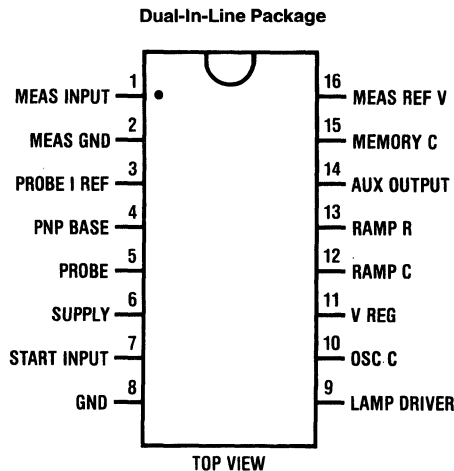 Dual-In-Line Package
MEAS INPUT 1 16 MEAS REF V
MEAS GND 2 15 MEMORY C
PROBE I REF 3 14 AUX OUTPUT
PNP BASE 4 13 RAMP R
PROBE 5 12 RAMP C
SUPPLY 6 11 V REG
START INPUT 7 10 OSC C
GND 8 9 LAMP DRIVER
TOP VIEW